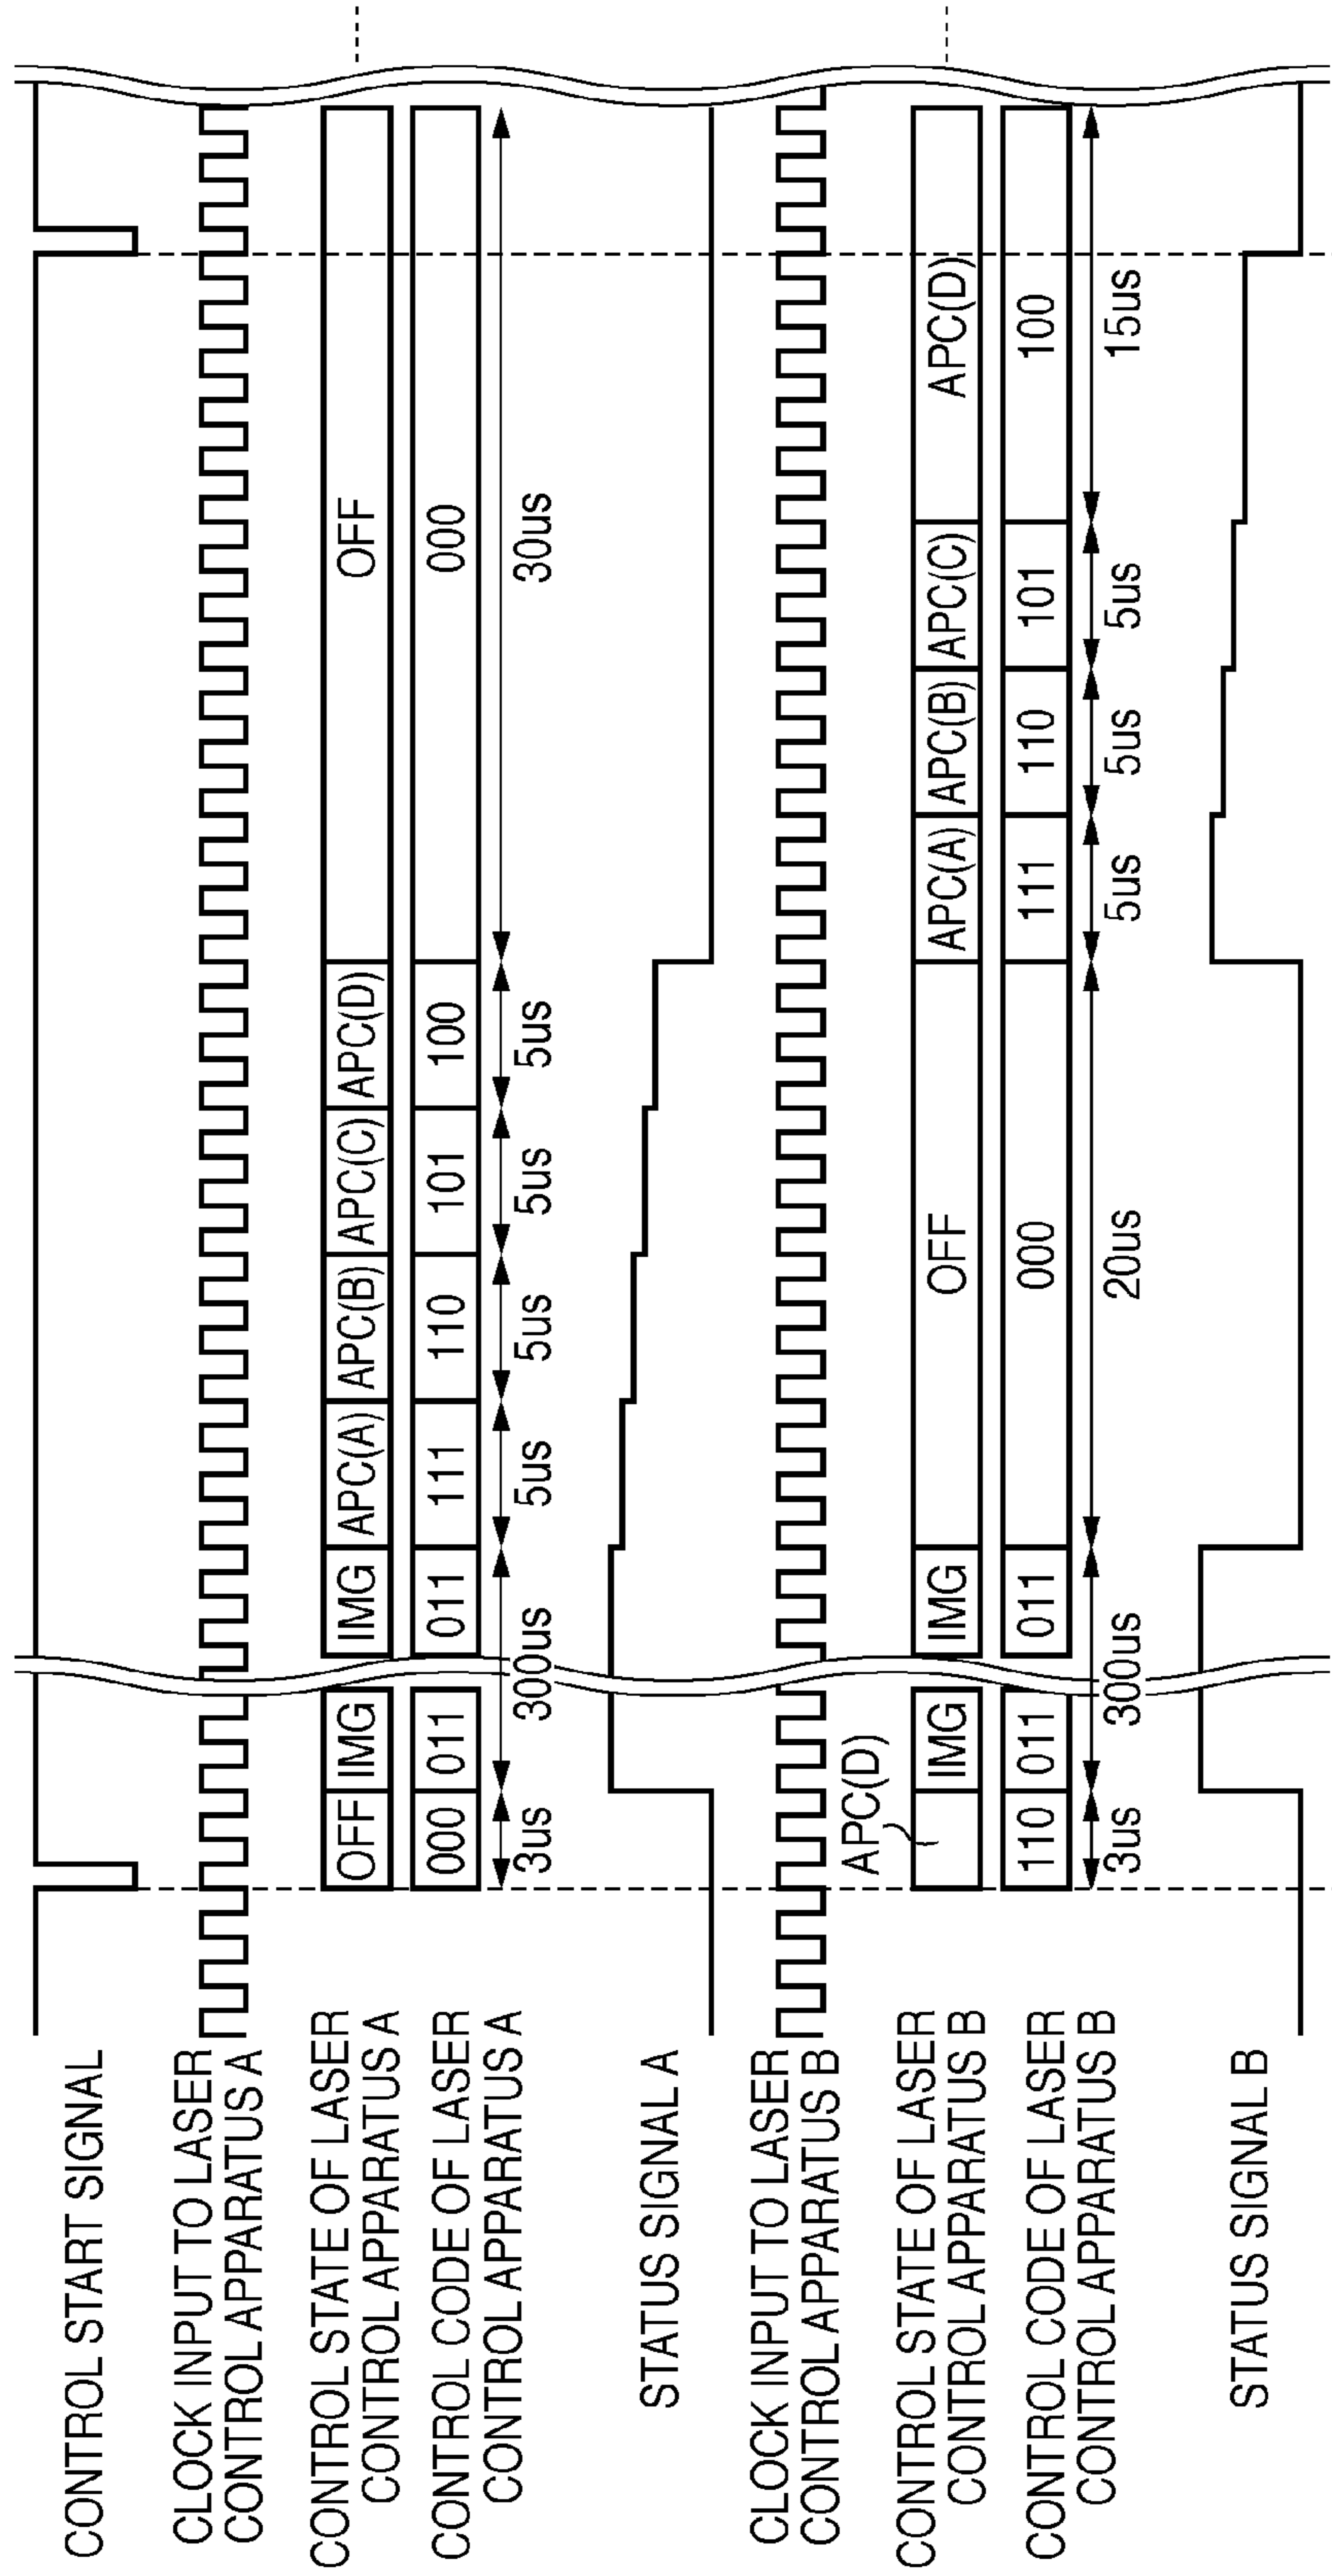 CONTROL START SIGNAL
CLOCK INPUT TO LASER
CONTROL APPARATUS A
CONTROL STATE OF LASER
CONTROL APPARATUS A
OFF IMG IMG APC(A) APC(B) APC(C) APC(D) OFF
CONTROL CODE OF LASER
CONTROL APPARATUS A
000 011 011 111 110 101 100 000
3us 300us 5us 5us 5us 5us 30us
STATUS SIGNAL A
CLOCK INPUT TO LASER
CONTROL APPARATUS B
APC(D)
CONTROL STATE OF LASER
CONTROL APPARATUS B
IMG IMG OFF APC(A) APC(B) APC(C) APC(D)
CONTROL CODE OF LASER
CONTROL APPARATUS B
110 011 011 000 111 110 101 100
3us 300us 20us 5us 5us 5us 15us
STATUS SIGNAL B